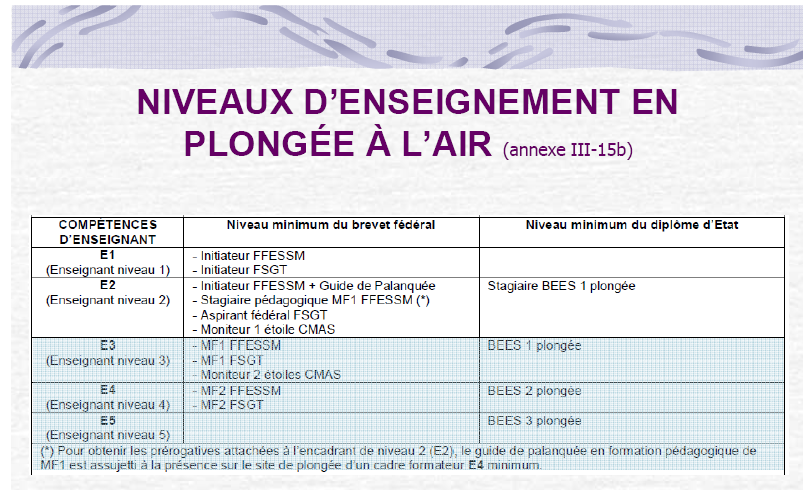 NIVEAUX D'ENSEIGNEMENT EN
PLONGÉE À L'AIR (annexe III-15b)
COMPÉTENCES
D'ENSEIGNANT
Niveau minimum du brevet fédéral
Niveau minimum du diplôme d'Etat
E1
(Enseignant niveau 1)
- Initiateur FFESSM
- Initiateur FSGT
E2
(Enseignant niveau 2)
- Initiateur FFESSM + Guide de Palanquée
- Stagiaire pédagogique MF1 FFESSM (*)
- Aspirant fédéral FSGT
- Moniteur 1 étoile CMAS
Stagiaire BEES 1 plongée
E3
(Enseignant niveau 3)
- MF1 FFESSM
- MF1 FSGT
- Moniteur 2 étoiles CMAS
BEES 1 plongée
E4
(Enseignant niveau 4)
- MF2 FFESSM
- MF2 FSGT
BEES 2 plongée
E5
(Enseignant niveau 5)
BEES 3 plongée
(*) Pour obtenir les prérogatives attachées à l'encadrant de niveau 2 (E2), le guide de palanquée en formation pédagogique de
MF1 est assujetti à la présence sur le site de plongée d'un cadre formateur E4 minimum.